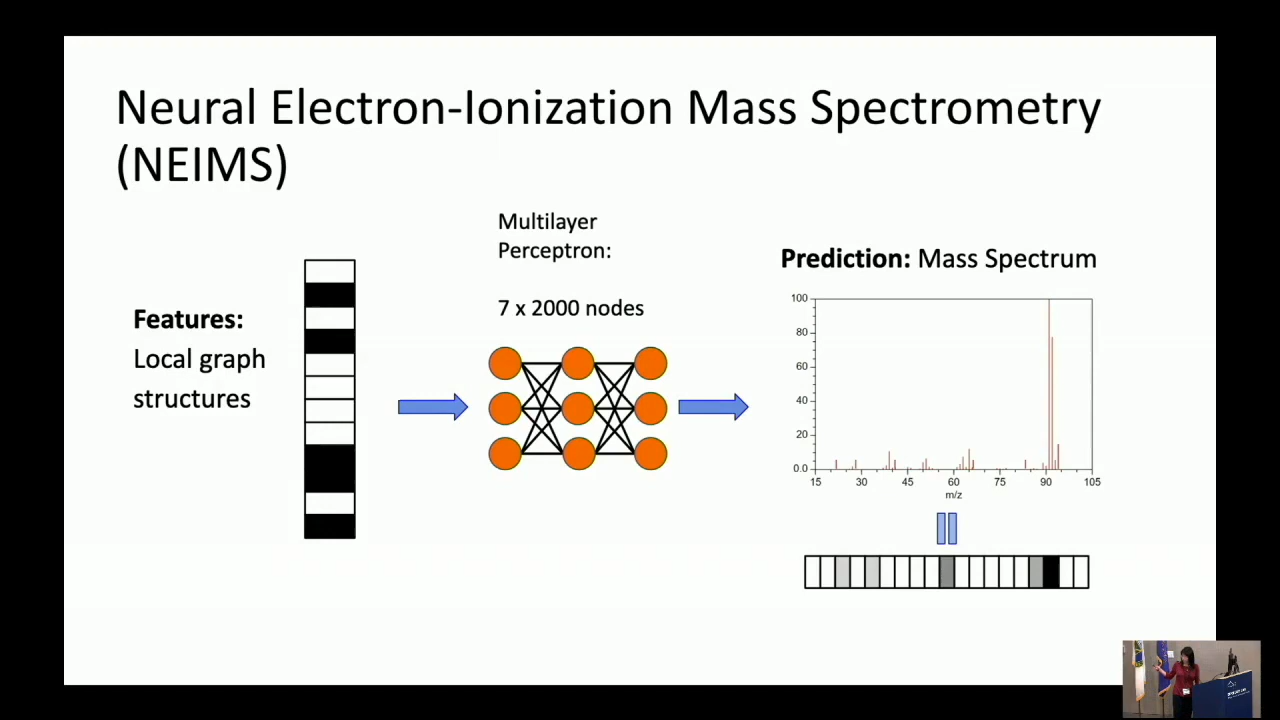 Neural Electron-Ionization Mass Spectrometry
(NEIMS)
Features:
Local graph
structures
Multilayer
Perceptron:
7 x 2000 nodes
Prediction: Mass Spectrum
100
80
60
40
20
0.0
15 30 45 60 75 90 105
m/z